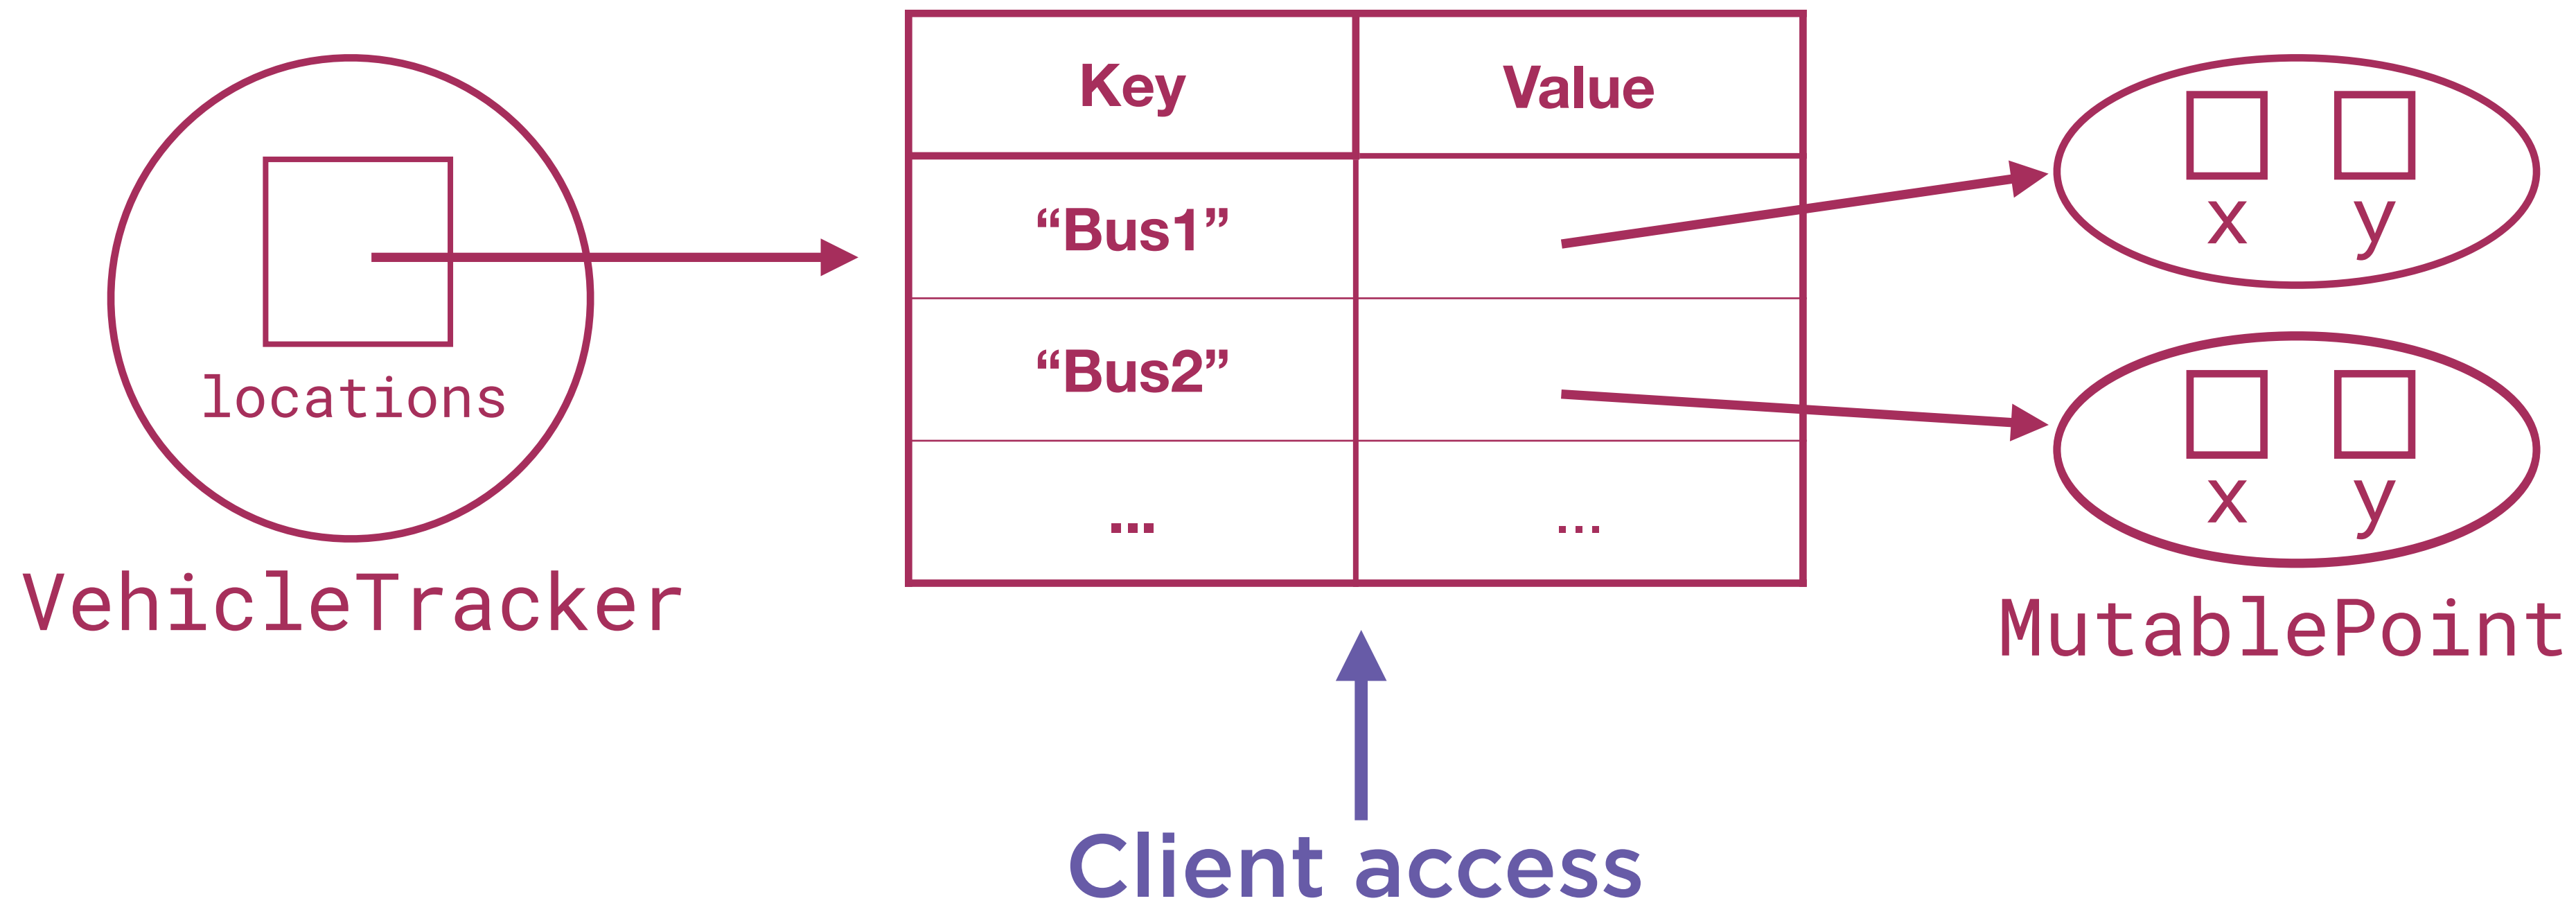 locations
VehicleTracker
Key Value
“Bus1”
“Bus2”
... ...
x y
x y
MutablePoint
Client access